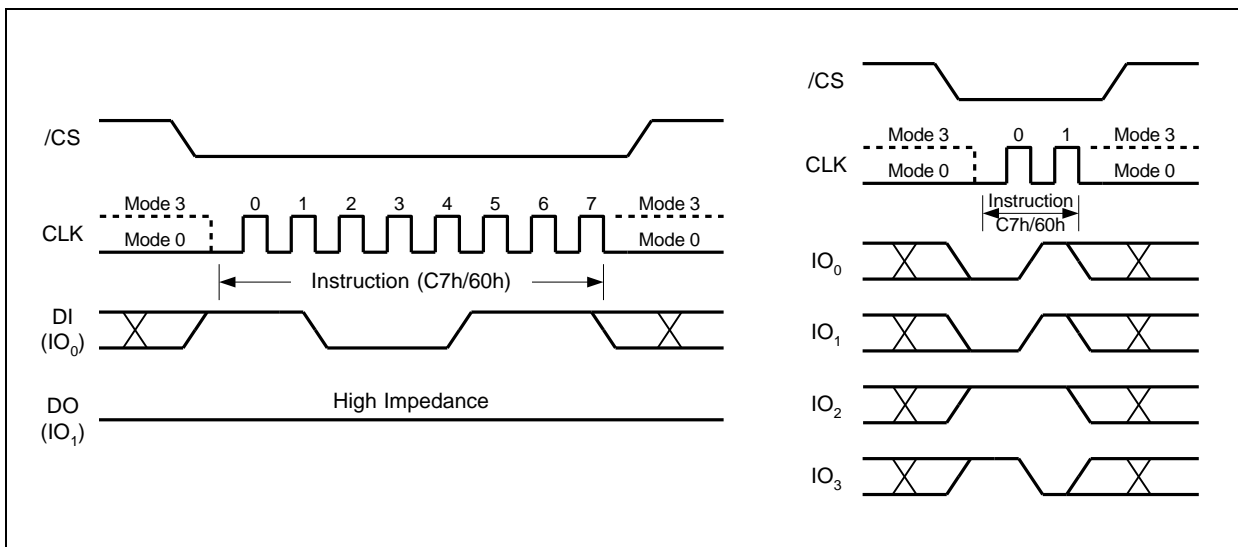 /CS
Mode 3 0 1 2 3 4 5 6 7 Mode 3
CLK
Mode 0 Mode 0
Instruction (C7h/60h)
DI
(IO0)
High Impedance
DO
(IO1)
/CS
Mode 3 0 1 Mode 3
CLK
Mode 0 Mode 0
Instruction
C7h/60h
IO0
IO1
IO2
IO3